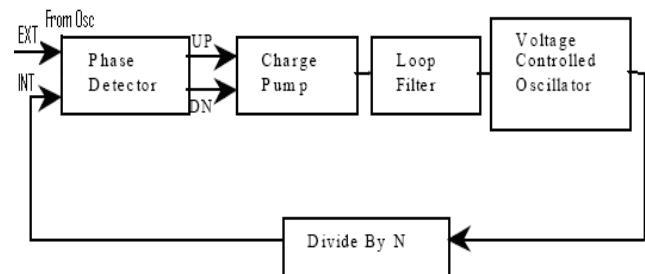 From Osc
EXT
INT
Phase
Detector
UP
DN
Charge
Pump
Loop
Filter
Voltage
Controlled
Oscillator
Divide By N